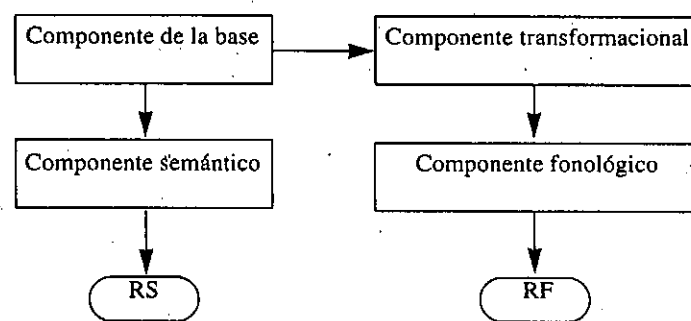 Componente de la base
Componente transformacional
Componente semántico
Componente fonológico
RS
RF